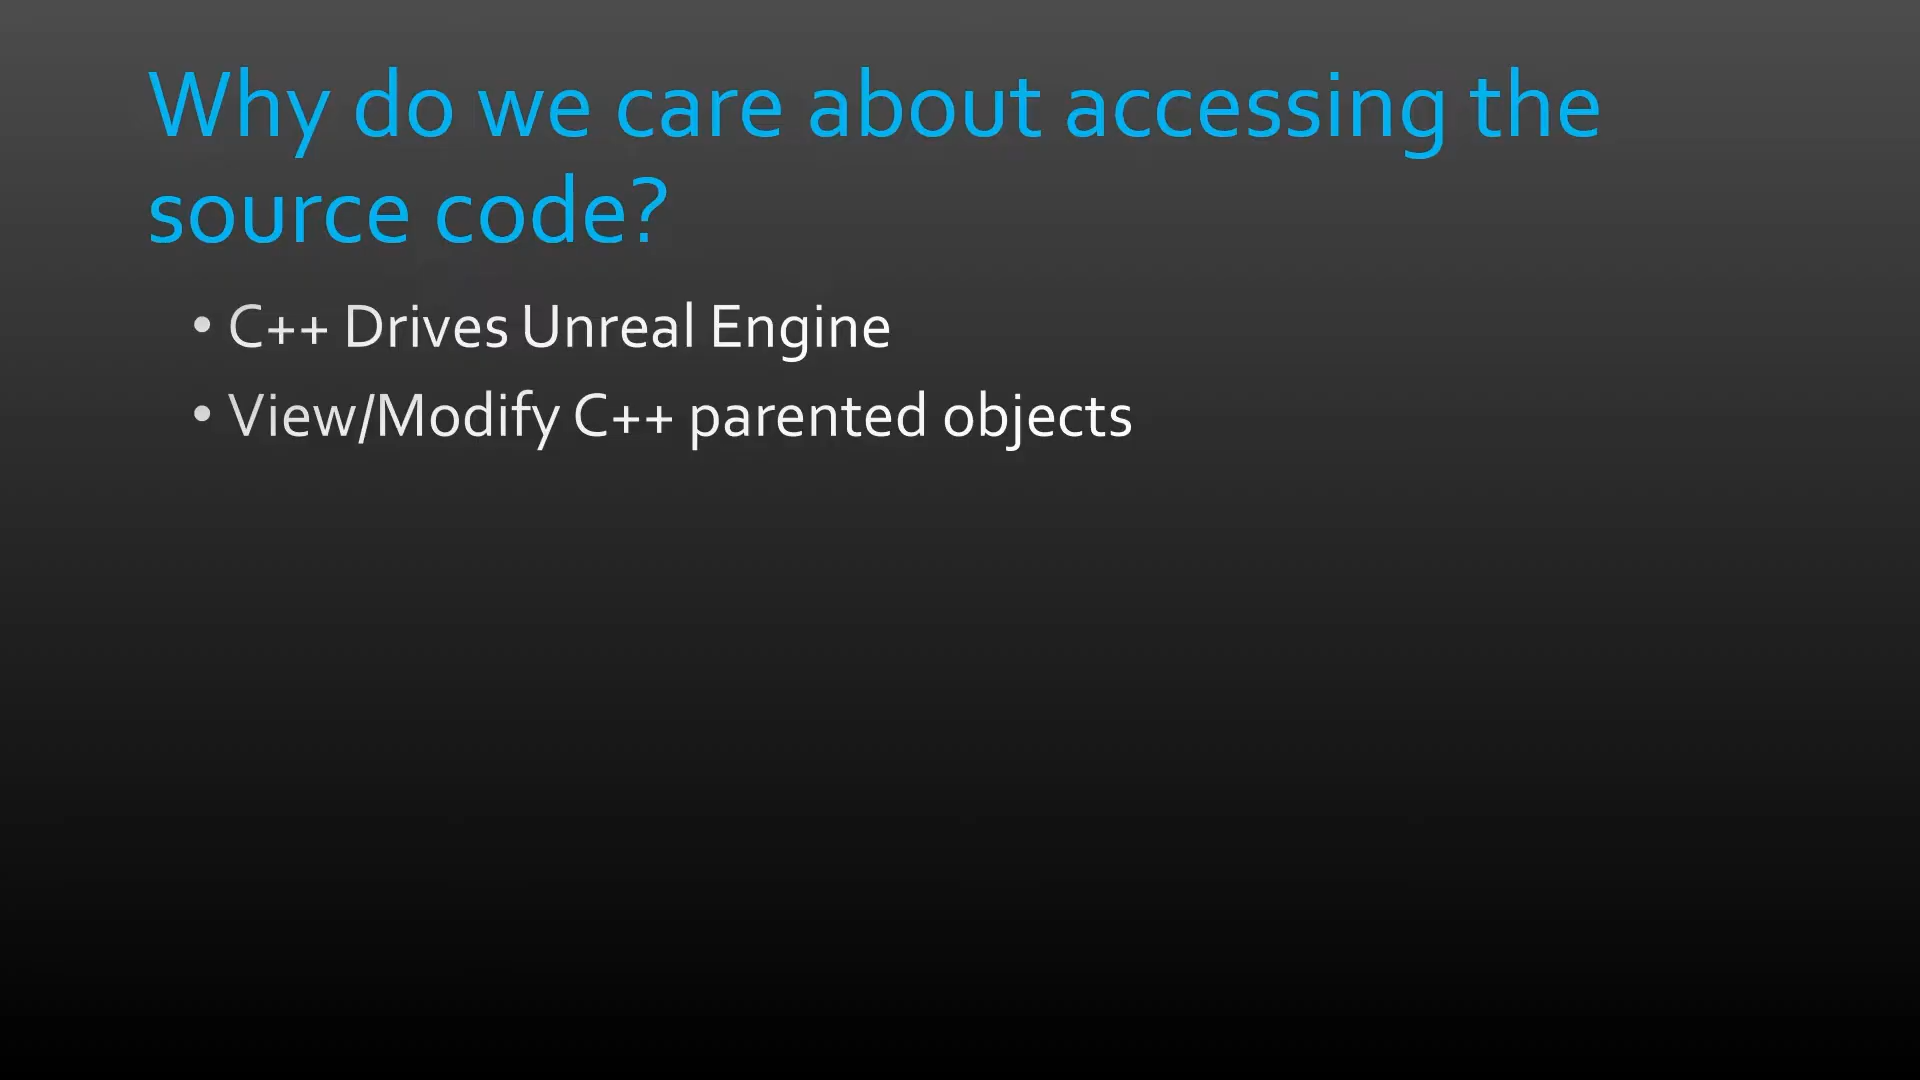 Why do we care about accessing the
source code?
• C++ Drives Unreal Engine
• View/Modify C++ parented objects